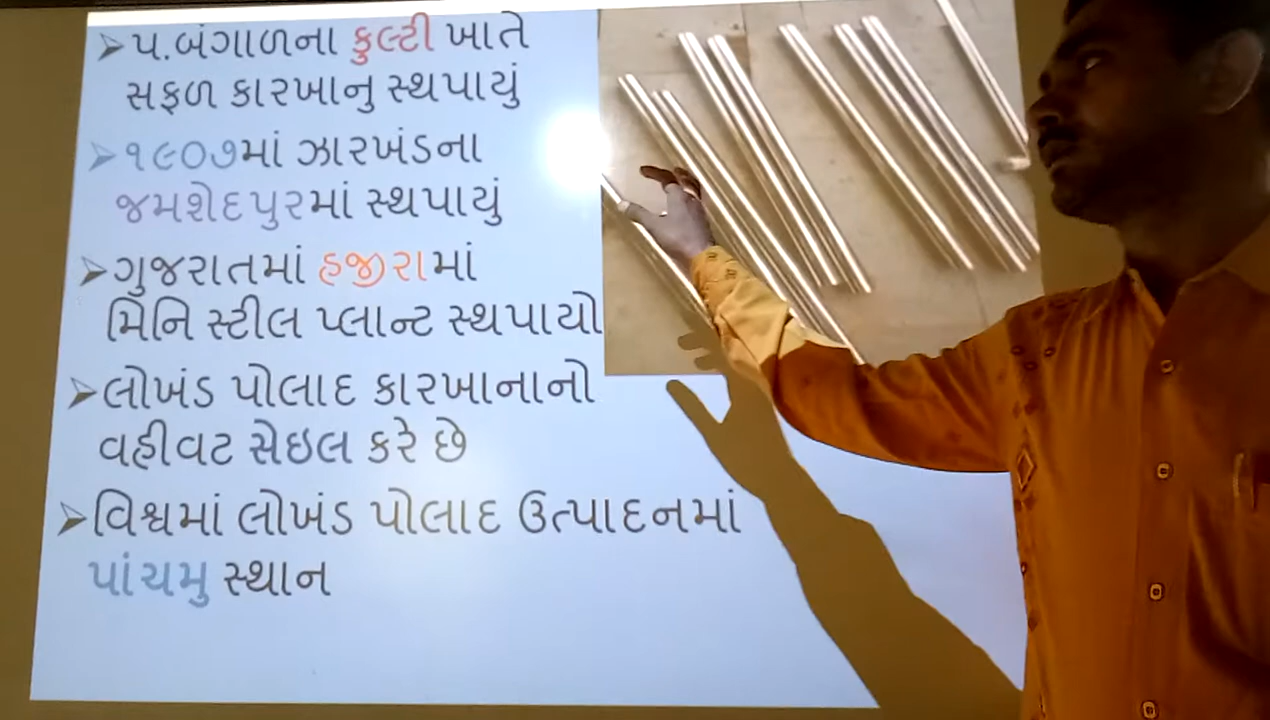 ➢પ.બંગાળના કુલ્ટી ખાતે
સફળ કારખાનુ સ્થપાયું
➢૧૯૦૭માં ઝારખંડના
જમશેદપુરમાં સ્થપાયું
➢ગુજરાતમાં હજીરામાં
મિનિ સ્ટીલ પ્લાન્ટ સ્થપાયો
➢લોખંડ પોલાદ કારખાનાનો
વહીવટ સેઇલ કરે છે
➢વિશ્વમાં લોખંડ પોલાદ ઉત્પાદનમાં
પાંચમુ સ્થાન